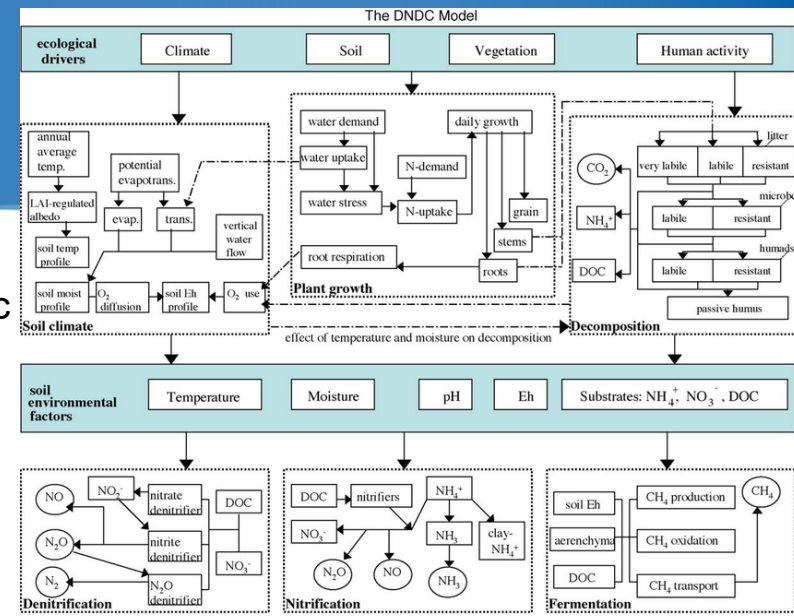 The DNDC Model
ecological
drivers
Climate
Soil
Vegetation
Human activity
annual
average
temp.
potential
evapotrans.
LAI-regulated
albedo
evap.
trans.
vertical
water
flow
soil temp
profile
soil moist
profile
O₂
diffusion
soil Eh
profile
O₂ use
Soil climate
water demand
daily growth
water uptake
N-demand
water stress
N-uptake
grain
stems
root respiration
roots
Plant growth
litter
CO₂
very labile
labile
resistant
microbe
NH₄⁺
labile
resistant
humads
DOC
labile
resistant
passive humus
Decomposition
c
effect of temperature and moisture on decomposition
soil
environmental
factors
Temperature
Moisture
pH
Eh
Substrates: NH₄⁺, NO₃⁻, DOC
NO
NO₂⁻
nitrate
denitrifier
DOC
N₂O
nitrite
denitrifier
NO₃⁻
N₂
N₂O
denitrifier
Denitrification
DOC
nitrifiers
NH₄⁺
NO₃⁻
NH₃
clay-
NH₄⁺
N₂O
NO
NH₃
Nitrification
soil Eh
CH₄ production
CH₄
aerenchyma
CH₄ oxidation
DOC
CH₄ transport
Fermentation